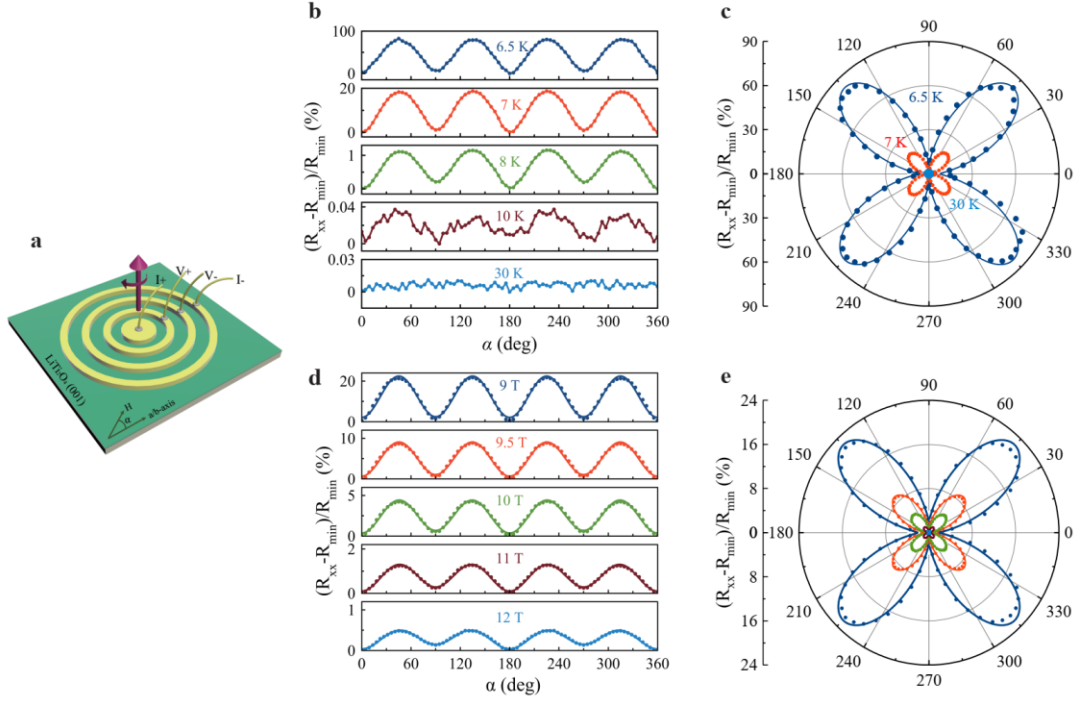 a
I+
V+
V-
I-
LiTi₂O₄ (001)
H
α
a/b-axis
b
(Rxx-Rmin)/Rmin (%)
100
0
6.5 K
20
0
7 K
1
0
8 K
0.04
0
10 K
0.03
0
30 K
0 60 120 180 240 300 360
α (deg)
c
(Rxx-Rmin)/Rmin (%)
90
60
30
0
30
60
90
90
120 60
150 30
180 0
210 330
240 300
270
6.5 K
7 K
30 K
d
(Rxx-Rmin)/Rmin (%)
20
0
9 T
10
0
9.5 T
5
0
10 T
2
0
11 T
1
0
12 T
0 60 120 180 240 300 360
α (deg)
e
(Rxx-Rmin)/Rmin (%)
24
16
8
0
8
16
24
90
120 60
150 30
180 0
210 330
240 300
270